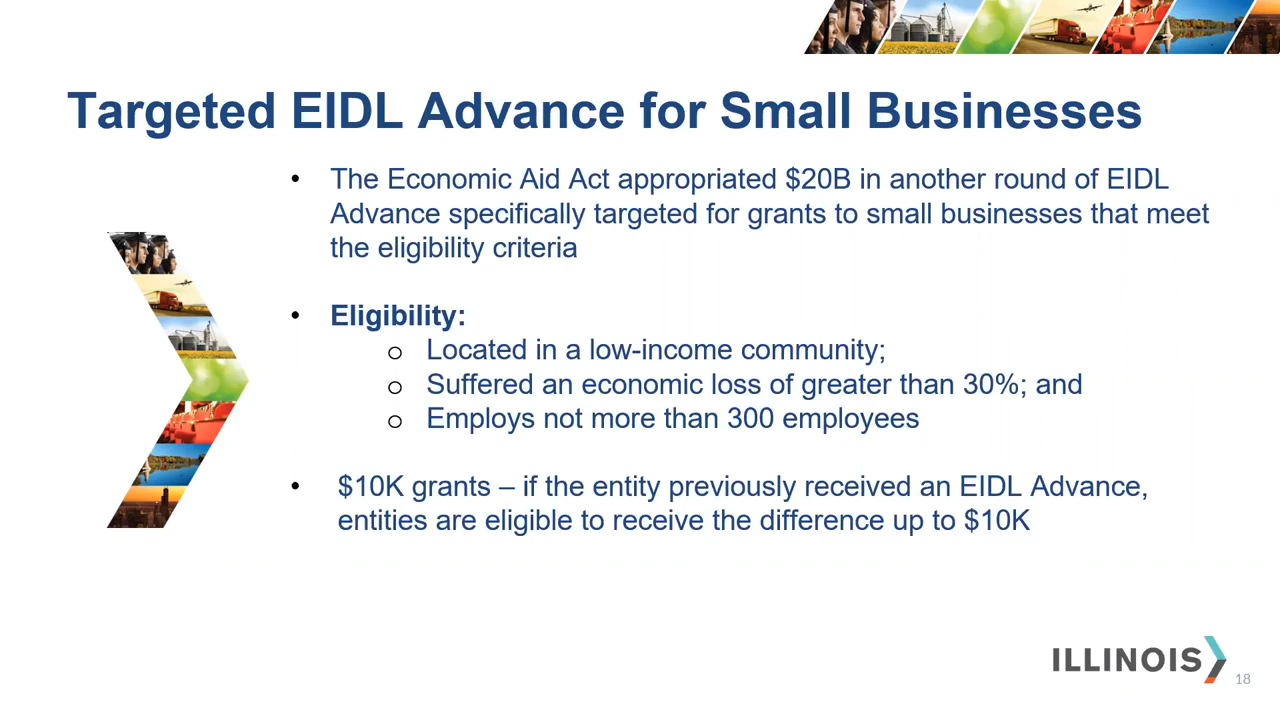 Targeted EIDL Advance for Small Businesses
• The Economic Aid Act appropriated $20B in another round of EIDL
Advance specifically targeted for grants to small businesses that meet
the eligibility criteria
• Eligibility:
o Located in a low-income community;
o Suffered an economic loss of greater than 30%; and
o Employs not more than 300 employees
• $10K grants – if the entity previously received an EIDL Advance,
entities are eligible to receive the difference up to $10K
ILLINOIS
18